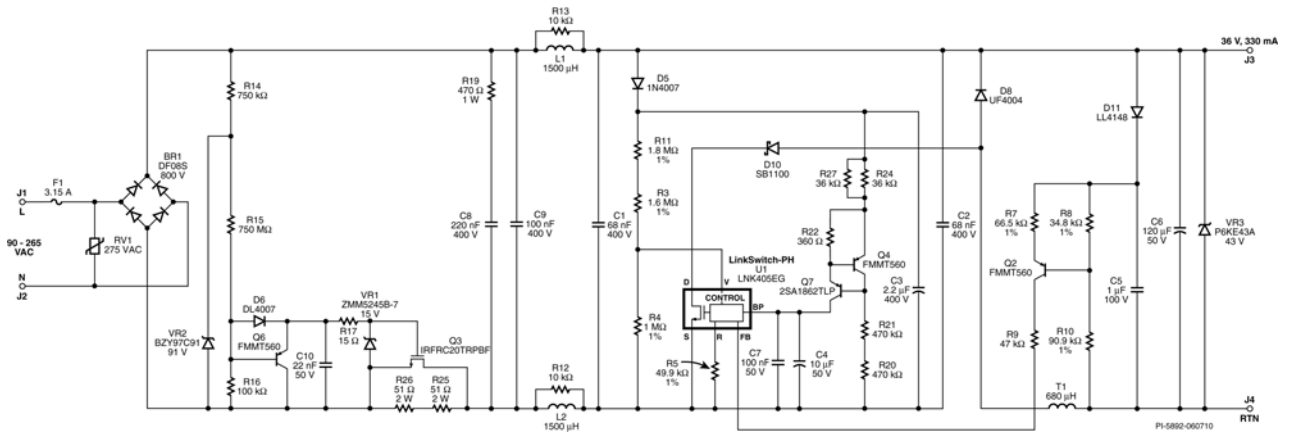 R13
10 kΩ
L1
1500 µH
36 V, 330 mA
J3
R14
750 kΩ
R19
470 Ω
1 W
D5
1N4007
D8
UF4004
D11
LL4148
BR1
DF08S
800 V
F1
3.15 A
J1
L
90 - 265
VAC
RV1
275 VAC
N
J2
R15
750 MΩ
C8
220 nF
400 V
C9
100 nF
400 V
C1
68 nF
400 V
R11
1.8 MΩ
1%
R3
1.6 MΩ
1%
D10
SB1100
R27
36 kΩ
R24
36 kΩ
R22
360 Ω
Q4
FMMT560
Q7
2SA1862TLP
C2
68 nF
400 V
C3
2.2 µF
400 V
R7
66.5 kΩ
1%
R8
34.8 kΩ
1%
C6
120 µF
50 V
VR3
P6KE43A
43 V
Q2
FMMT560
C5
1 µF
100 V
LinkSwitch-PH
U1
LNK405EG
D
V
CONTROL
BP
S
R
FB
VR2
BZY97C91
91 V
D6
DL4007
VR1
ZMM5245B-7
15 V
Q6
FMMT560
R17
15 Ω
Q3
IRFRC20TRPBF
C10
22 nF
50 V
R16
100 kΩ
R26
51 Ω
2 W
R25
51 Ω
2 W
R12
10 kΩ
L2
1500 µH
R4
1 MΩ
1%
R5
49.9 kΩ
1%
C7
100 nF
50 V
C4
10 µF
50 V
R21
470 kΩ
R20
470 kΩ
R9
47 kΩ
R10
90.9 kΩ
1%
T1
680 µH
J4
RTN
PI-5892-060710